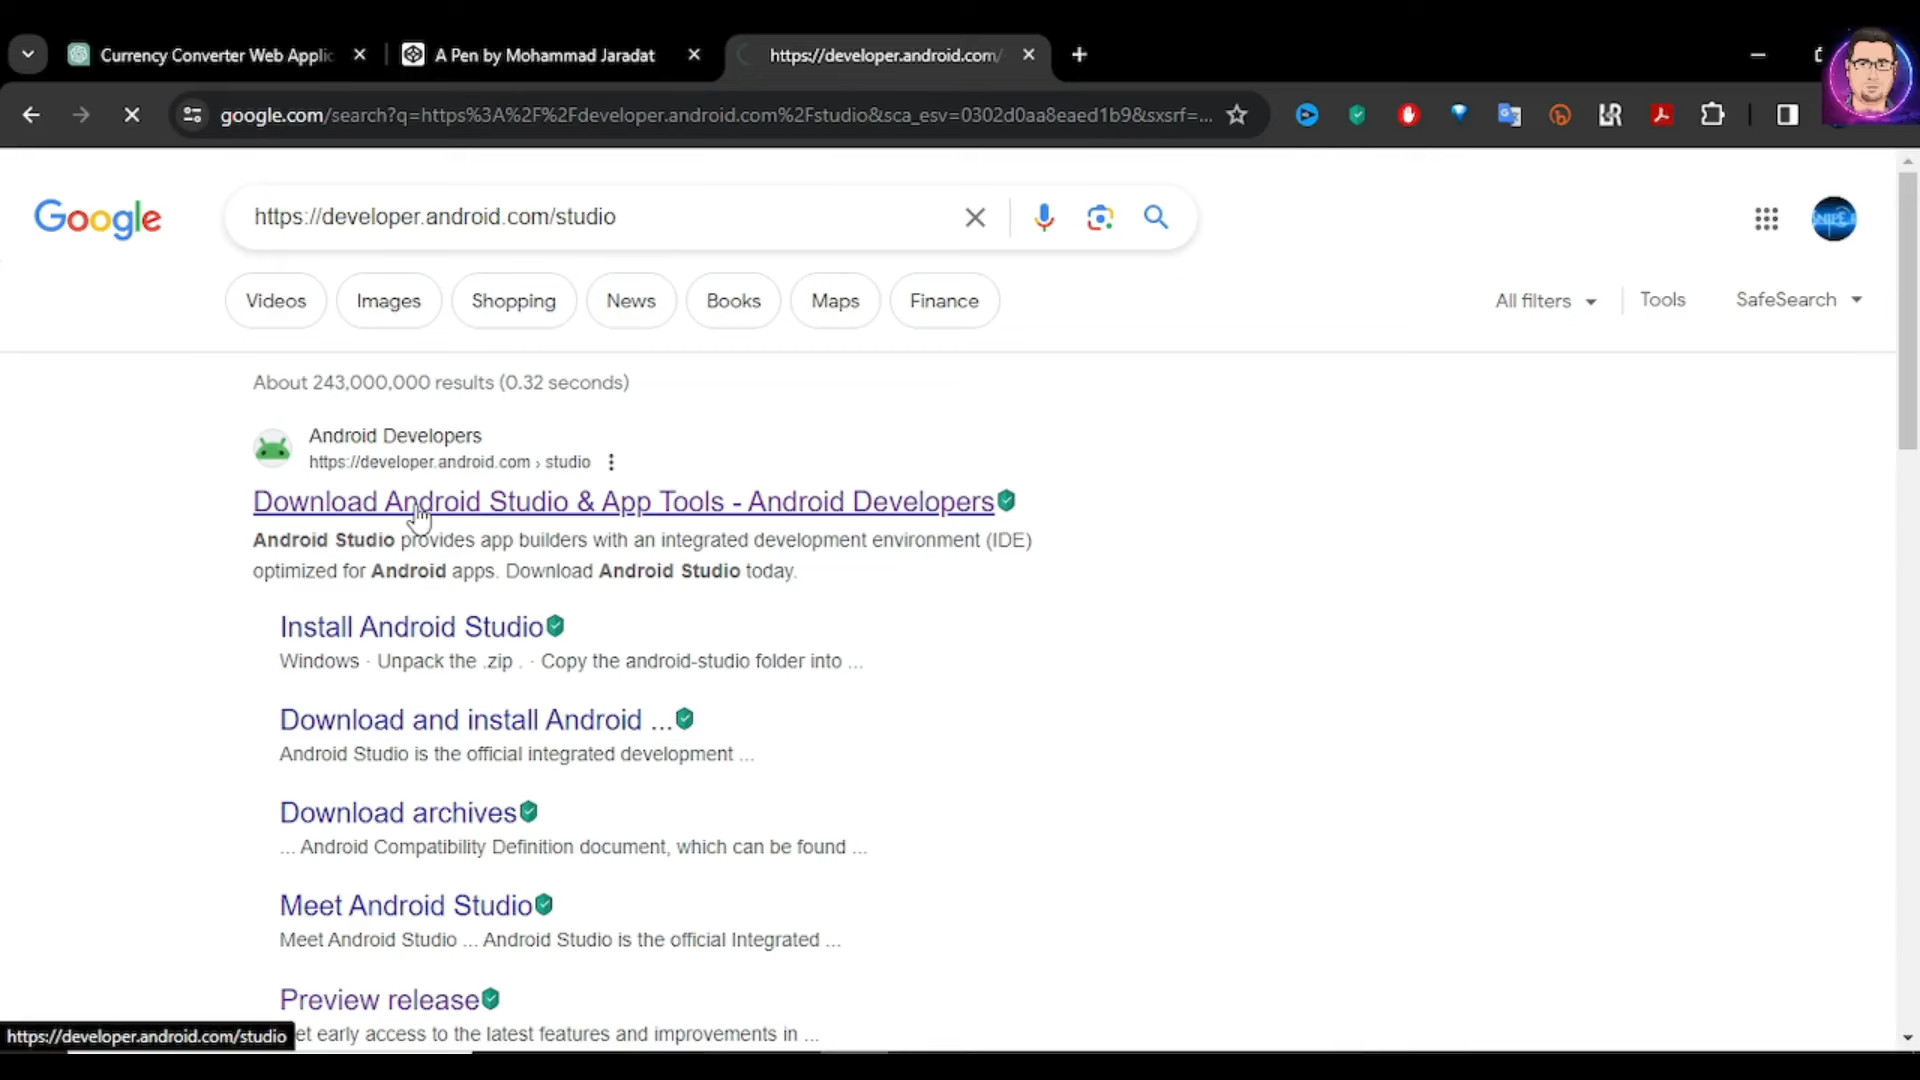 Currency Converter Web Applic
A Pen by Mohammad Jaradat
https://developer.android.com/
google.com/search?q=https%3A%2F%2Fdeveloper.android.com%2Fstudio&sca_esv=0302d0aa8eaed1b9&sxsrf=...
Google
https://developer.android.com/studio
Videos
Images
Shopping
News
Books
Maps
Finance
All filters
Tools
SafeSearch
About 243,000,000 results (0.32 seconds)
Android Developers
https://developer.android.com › studio
Download Android Studio & App Tools - Android Developers
Android Studio provides app builders with an integrated development environment (IDE)
optimized for Android apps. Download Android Studio today.
Install Android Studio
Windows · Unpack the .zip . · Copy the android-studio folder into ...
Download and install Android ...
Android Studio is the official integrated development ...
Download archives
... Android Compatibility Definition document, which can be found ...
Meet Android Studio
Meet Android Studio ... Android Studio is the official Integrated ...
Preview release
et early access to the latest features and improvements in ...
https://developer.android.com/studio